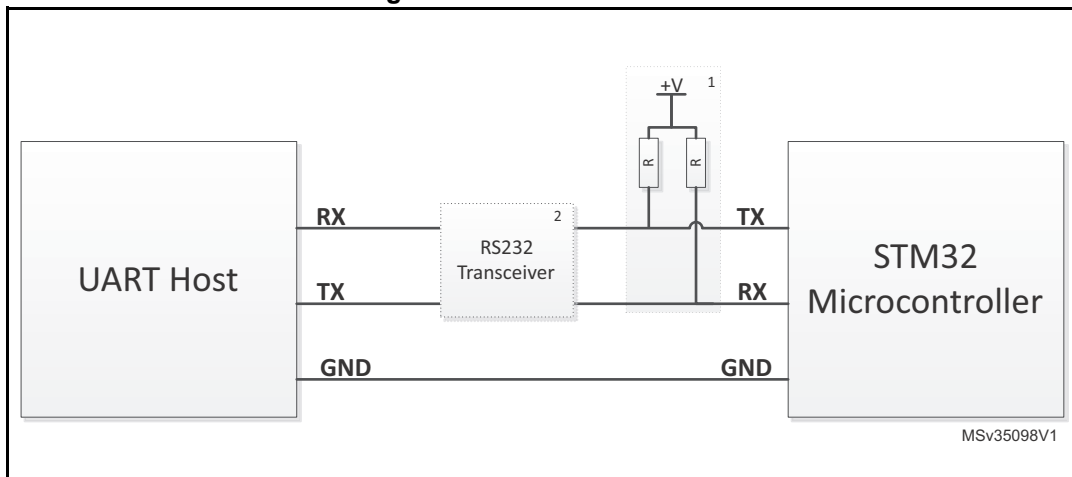 +V 1
R R
RX 2 TX
RS232
Transceiver
UART Host
STM32
Microcontroller
TX RX
GND GND
MSv35098V1